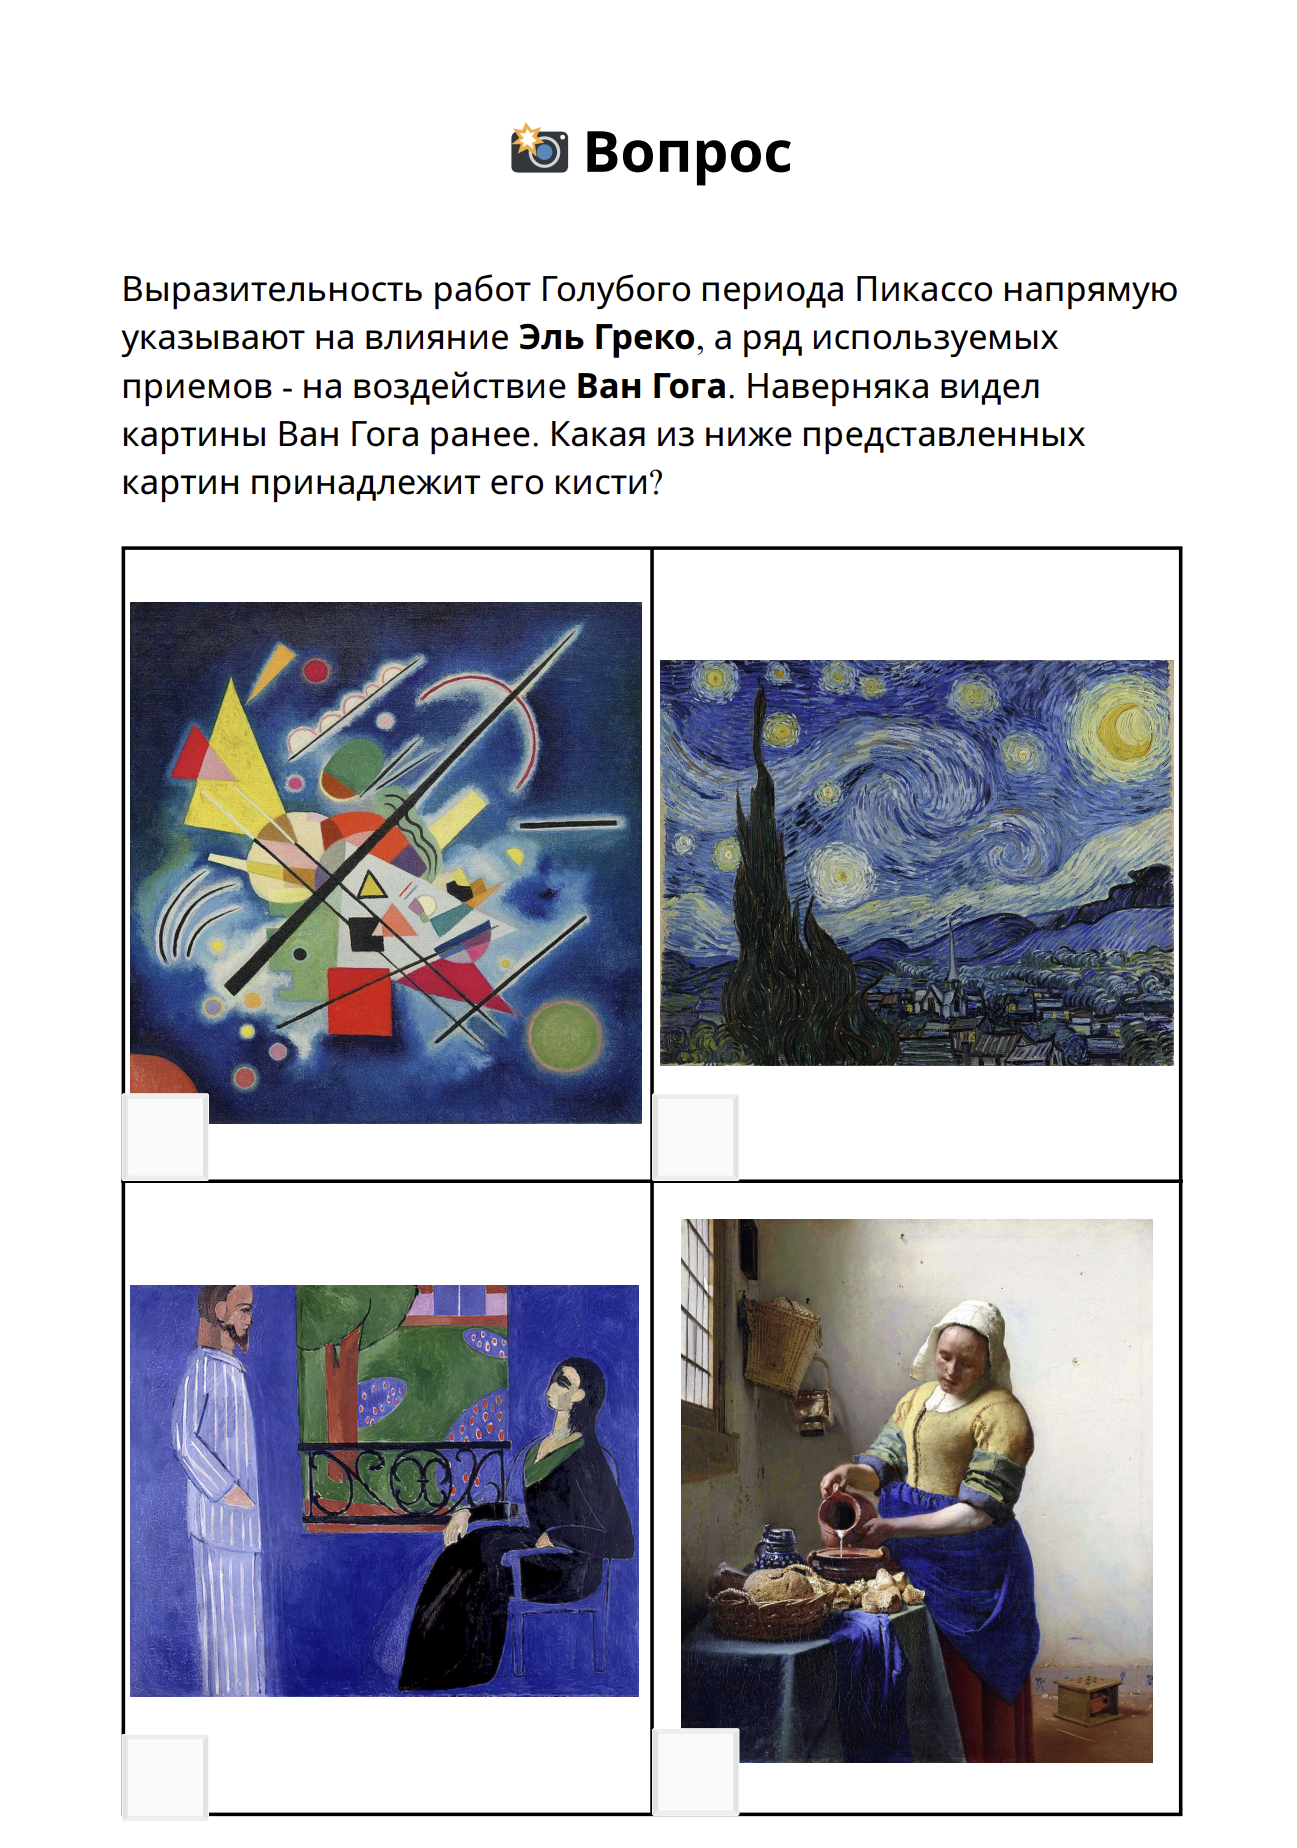 Вопрос
Выразительность работ Голубого периода Пикассо напрямую
указывают на влияние Эль Греко, а ряд используемых
приемов - на воздействие Ван Гога. Наверняка видел
картины Ван Гога ранее. Какая из ниже представленных
картин принадлежит его кисти?